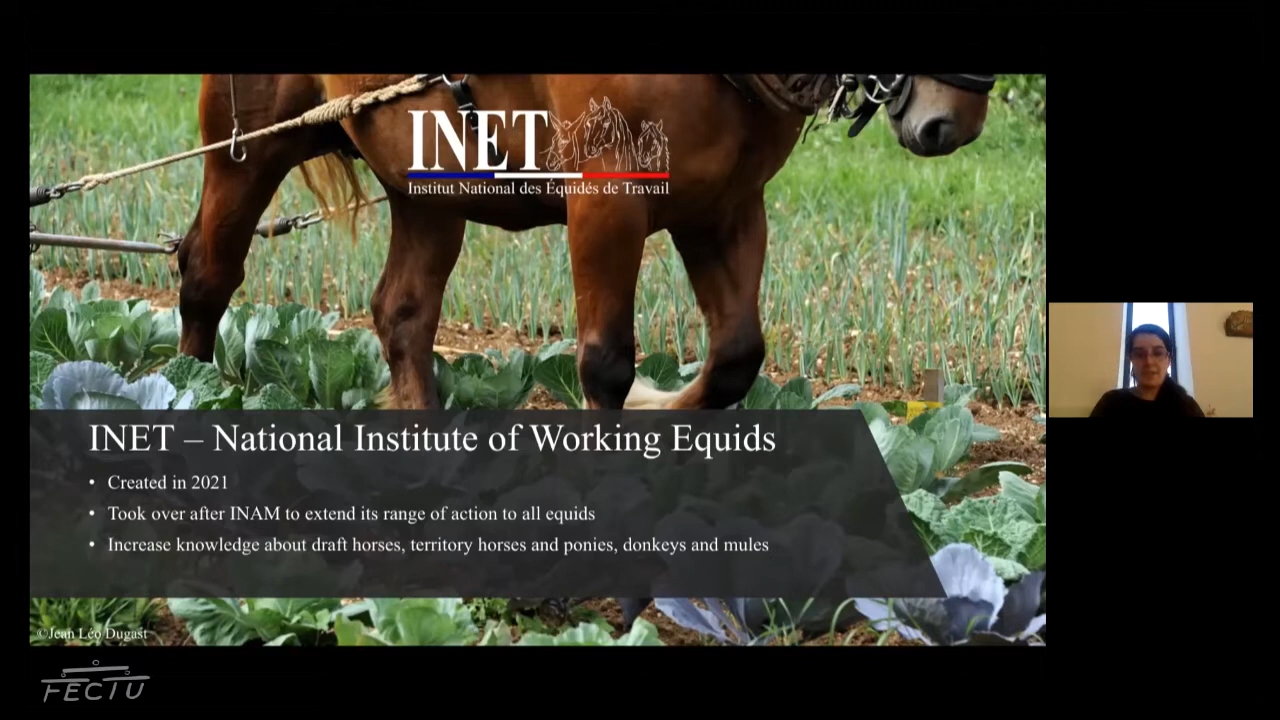 INET
Institut National des Équidés de Travail
INET – National Institute of Working Equids
• Created in 2021
• Took over after INAM to extend its range of action to all equids
• Increase knowledge about draft horses, territory horses and ponies, donkeys and mules
©Jean Léo Dugast
FECTU